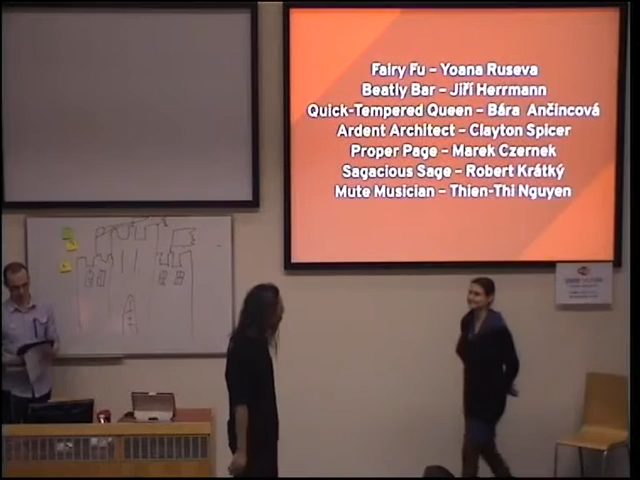 Fairy Fu – Yoana Ruseva
Beatly Bar – Jiří Herrmann
Quick-Tempered Queen – Bára Ančincová
Ardent Architect – Clayton Spicer
Proper Page – Marek Czernek
Sagacious Sage – Robert Krátký
Mute Musician – Thien-Thi Nguyen